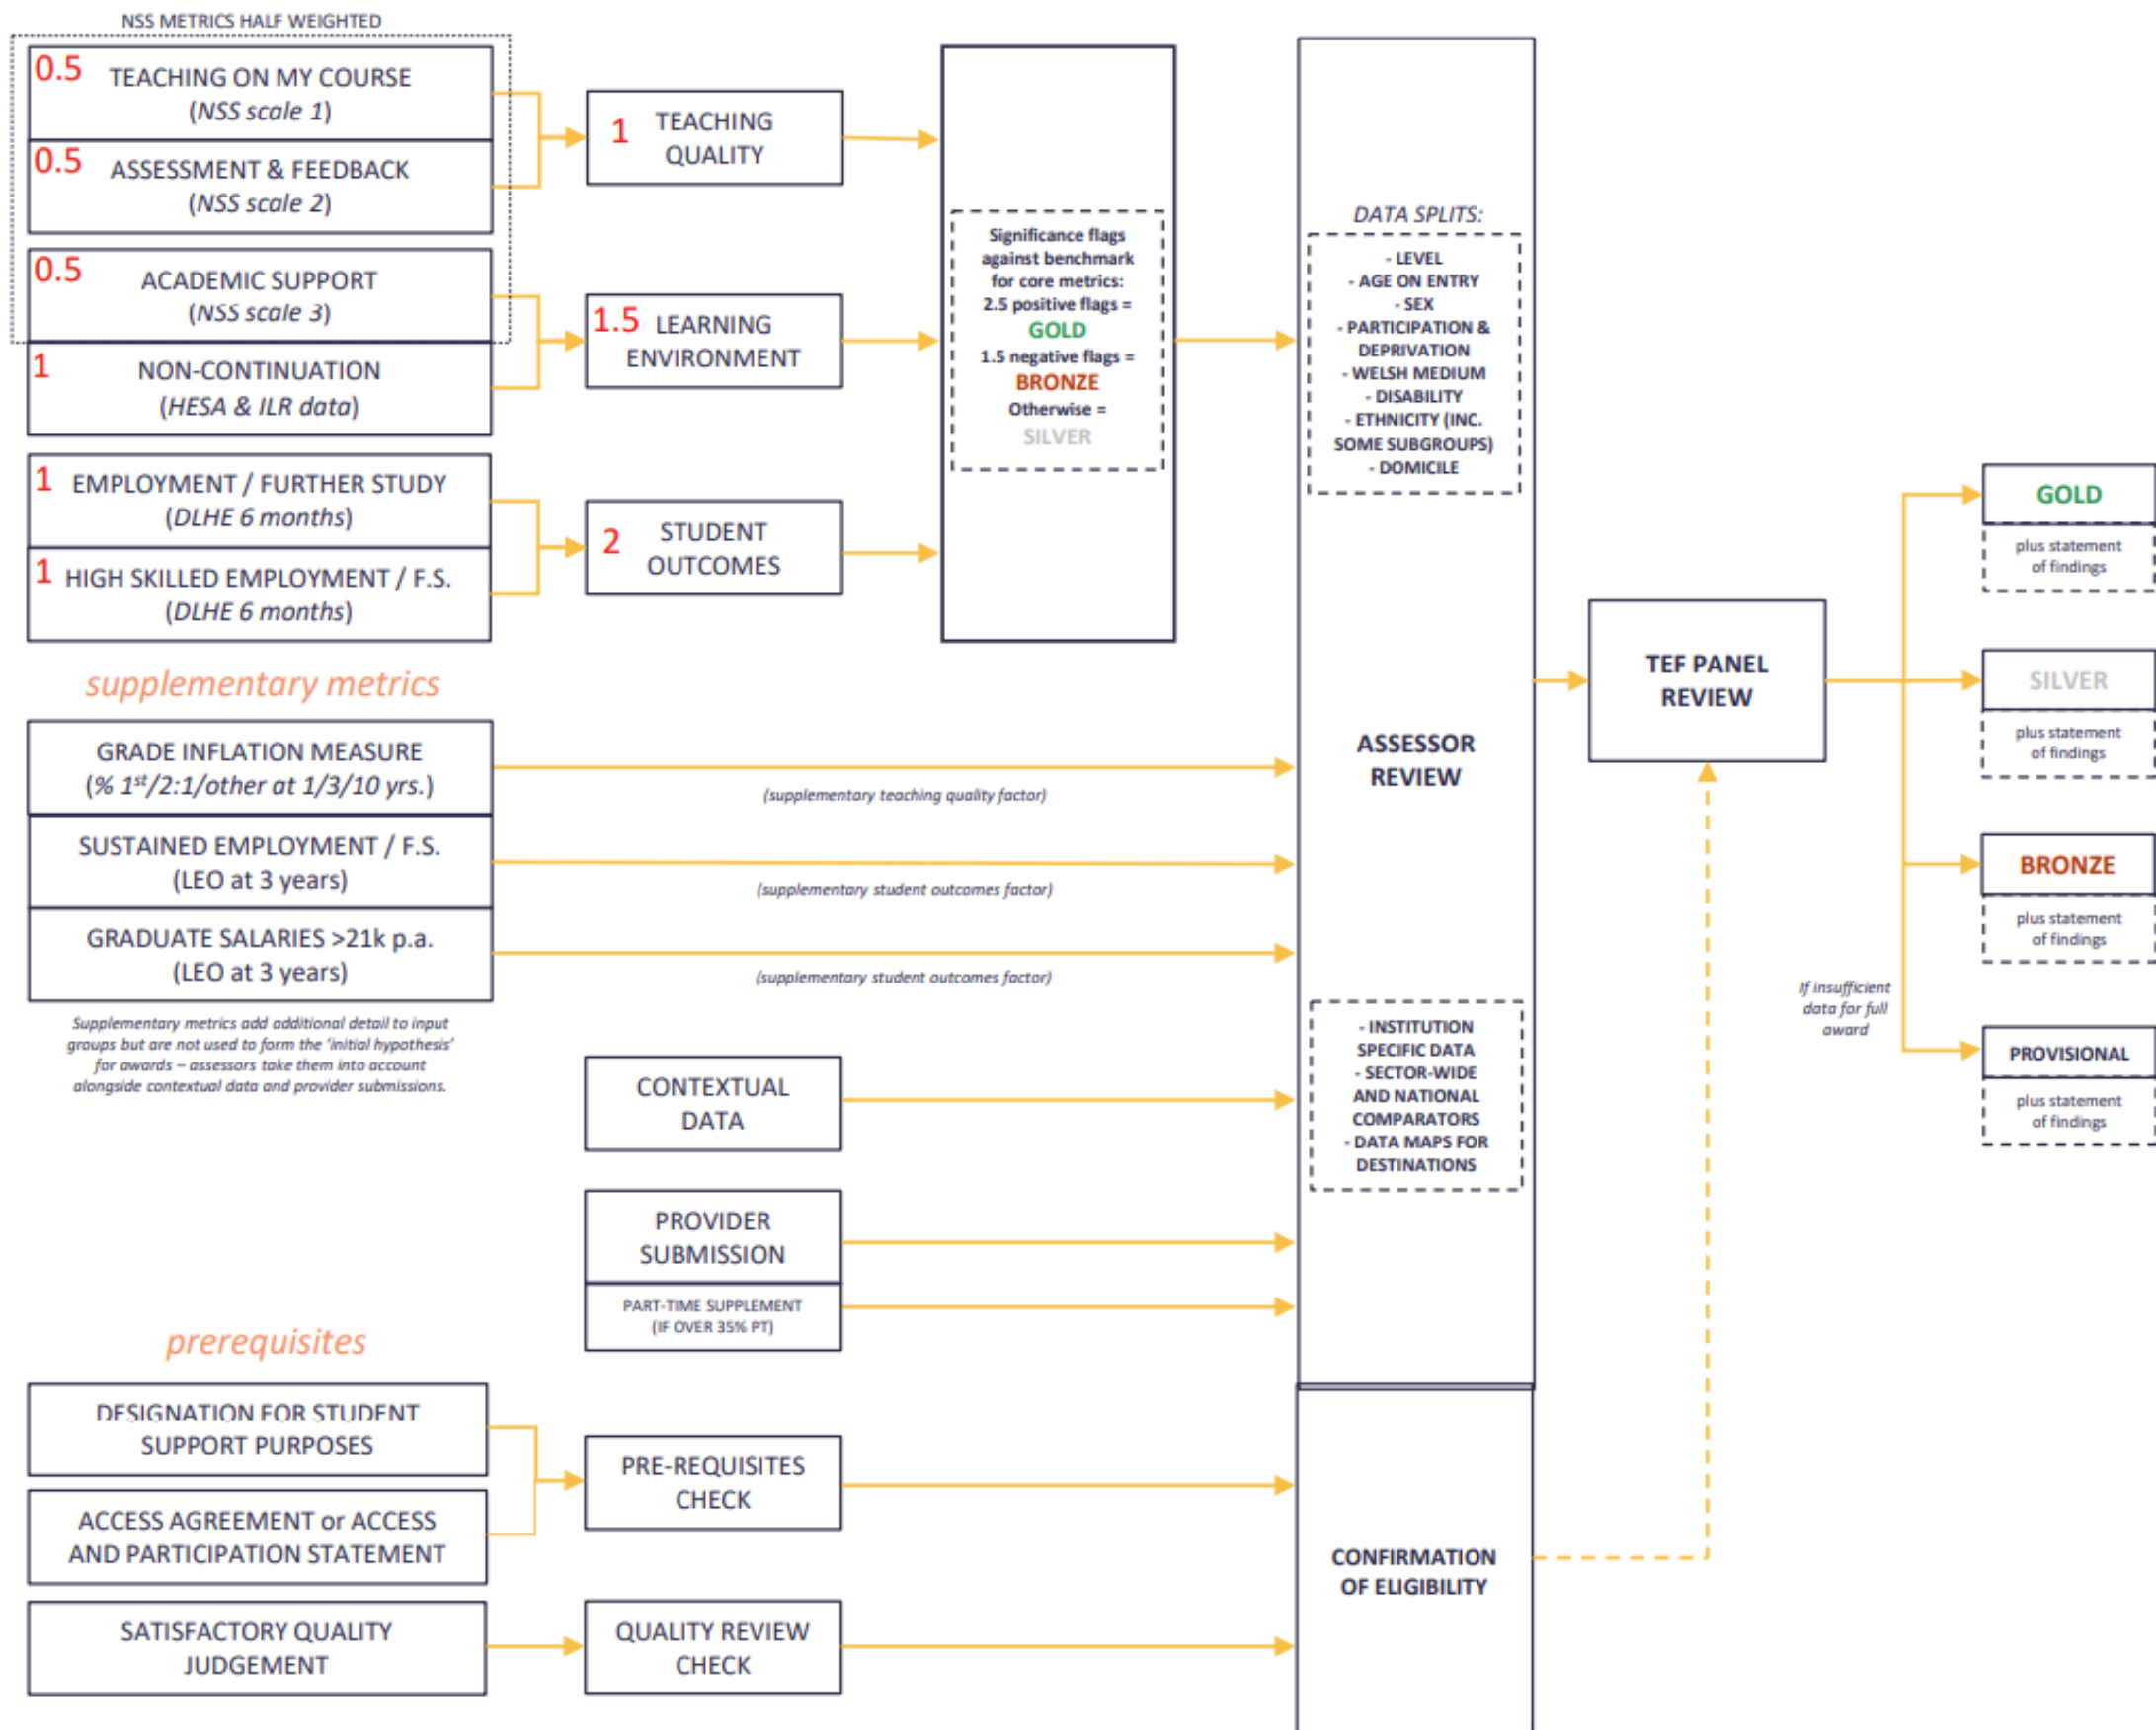 NSS METRICS HALF WEIGHTED
0.5 TEACHING ON MY COURSE
(NSS scale 1)
0.5 ASSESSMENT & FEEDBACK
(NSS scale 2)
0.5 ACADEMIC SUPPORT
(NSS scale 3)
1 NON-CONTINUATION
(HESA & ILR data)
1 EMPLOYMENT / FURTHER STUDY
(DLHE 6 months)
1 HIGH SKILLED EMPLOYMENT / F.S.
(DLHE 6 months)
1 TEACHING
QUALITY
1.5 LEARNING
ENVIRONMENT
2 STUDENT
OUTCOMES
Significance flags
against benchmark
for core metrics:
2.5 positive flags =
GOLD
1.5 negative flags =
BRONZE
Otherwise =
SILVER
DATA SPLITS:
- LEVEL
- AGE ON ENTRY
- SEX
- PARTICIPATION &
DEPRIVATION
- WELSH MEDIUM
- DISABILITY
- ETHNICITY (INC.
SOME SUBGROUPS)
- DOMICILE
supplementary metrics
GRADE INFLATION MEASURE
(% 1st/2:1/other at 1/3/10 yrs.)
(supplementary teaching quality factor)
SUSTAINED EMPLOYMENT / F.S.
(LEO at 3 years)
(supplementary student outcomes factor)
GRADUATE SALARIES >21k p.a.
(LEO at 3 years)
(supplementary student outcomes factor)
Supplementary metrics add additional detail to input
groups but are not used to form the 'initial hypothesis'
for awards – assessors take them into account
alongside contextual data and provider submissions.
ASSESSOR
REVIEW
- INSTITUTION
SPECIFIC DATA
- SECTOR-WIDE
AND NATIONAL
COMPARATORS
- DATA MAPS FOR
DESTINATIONS
CONTEXTUAL
DATA
PROVIDER
SUBMISSION
PART-TIME SUPPLEMENT
(IF OVER 35% PT)
prerequisites
DESIGNATION FOR STUDENT
SUPPORT PURPOSES
ACCESS AGREEMENT or ACCESS
AND PARTICIPATION STATEMENT
SATISFACTORY QUALITY
JUDGEMENT
PRE-REQUISITES
CHECK
QUALITY REVIEW
CHECK
CONFIRMATION
OF ELIGIBILITY
TEF PANEL
REVIEW
GOLD
plus statement
of findings
SILVER
plus statement
of findings
BRONZE
plus statement
of findings
If insufficient
data for full
award
PROVISIONAL
plus statement
of findings